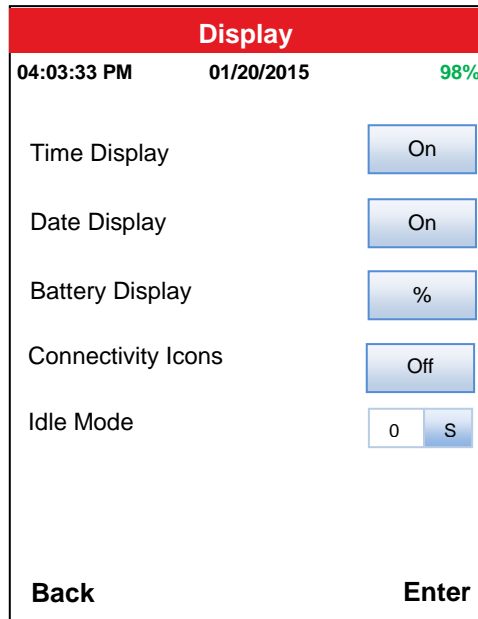 Display
04:03:33 PM 01/20/2015 98%
Time Display On
Date Display On
Battery Display %
Connectivity Icons Off
Idle Mode 0 S
Back Enter